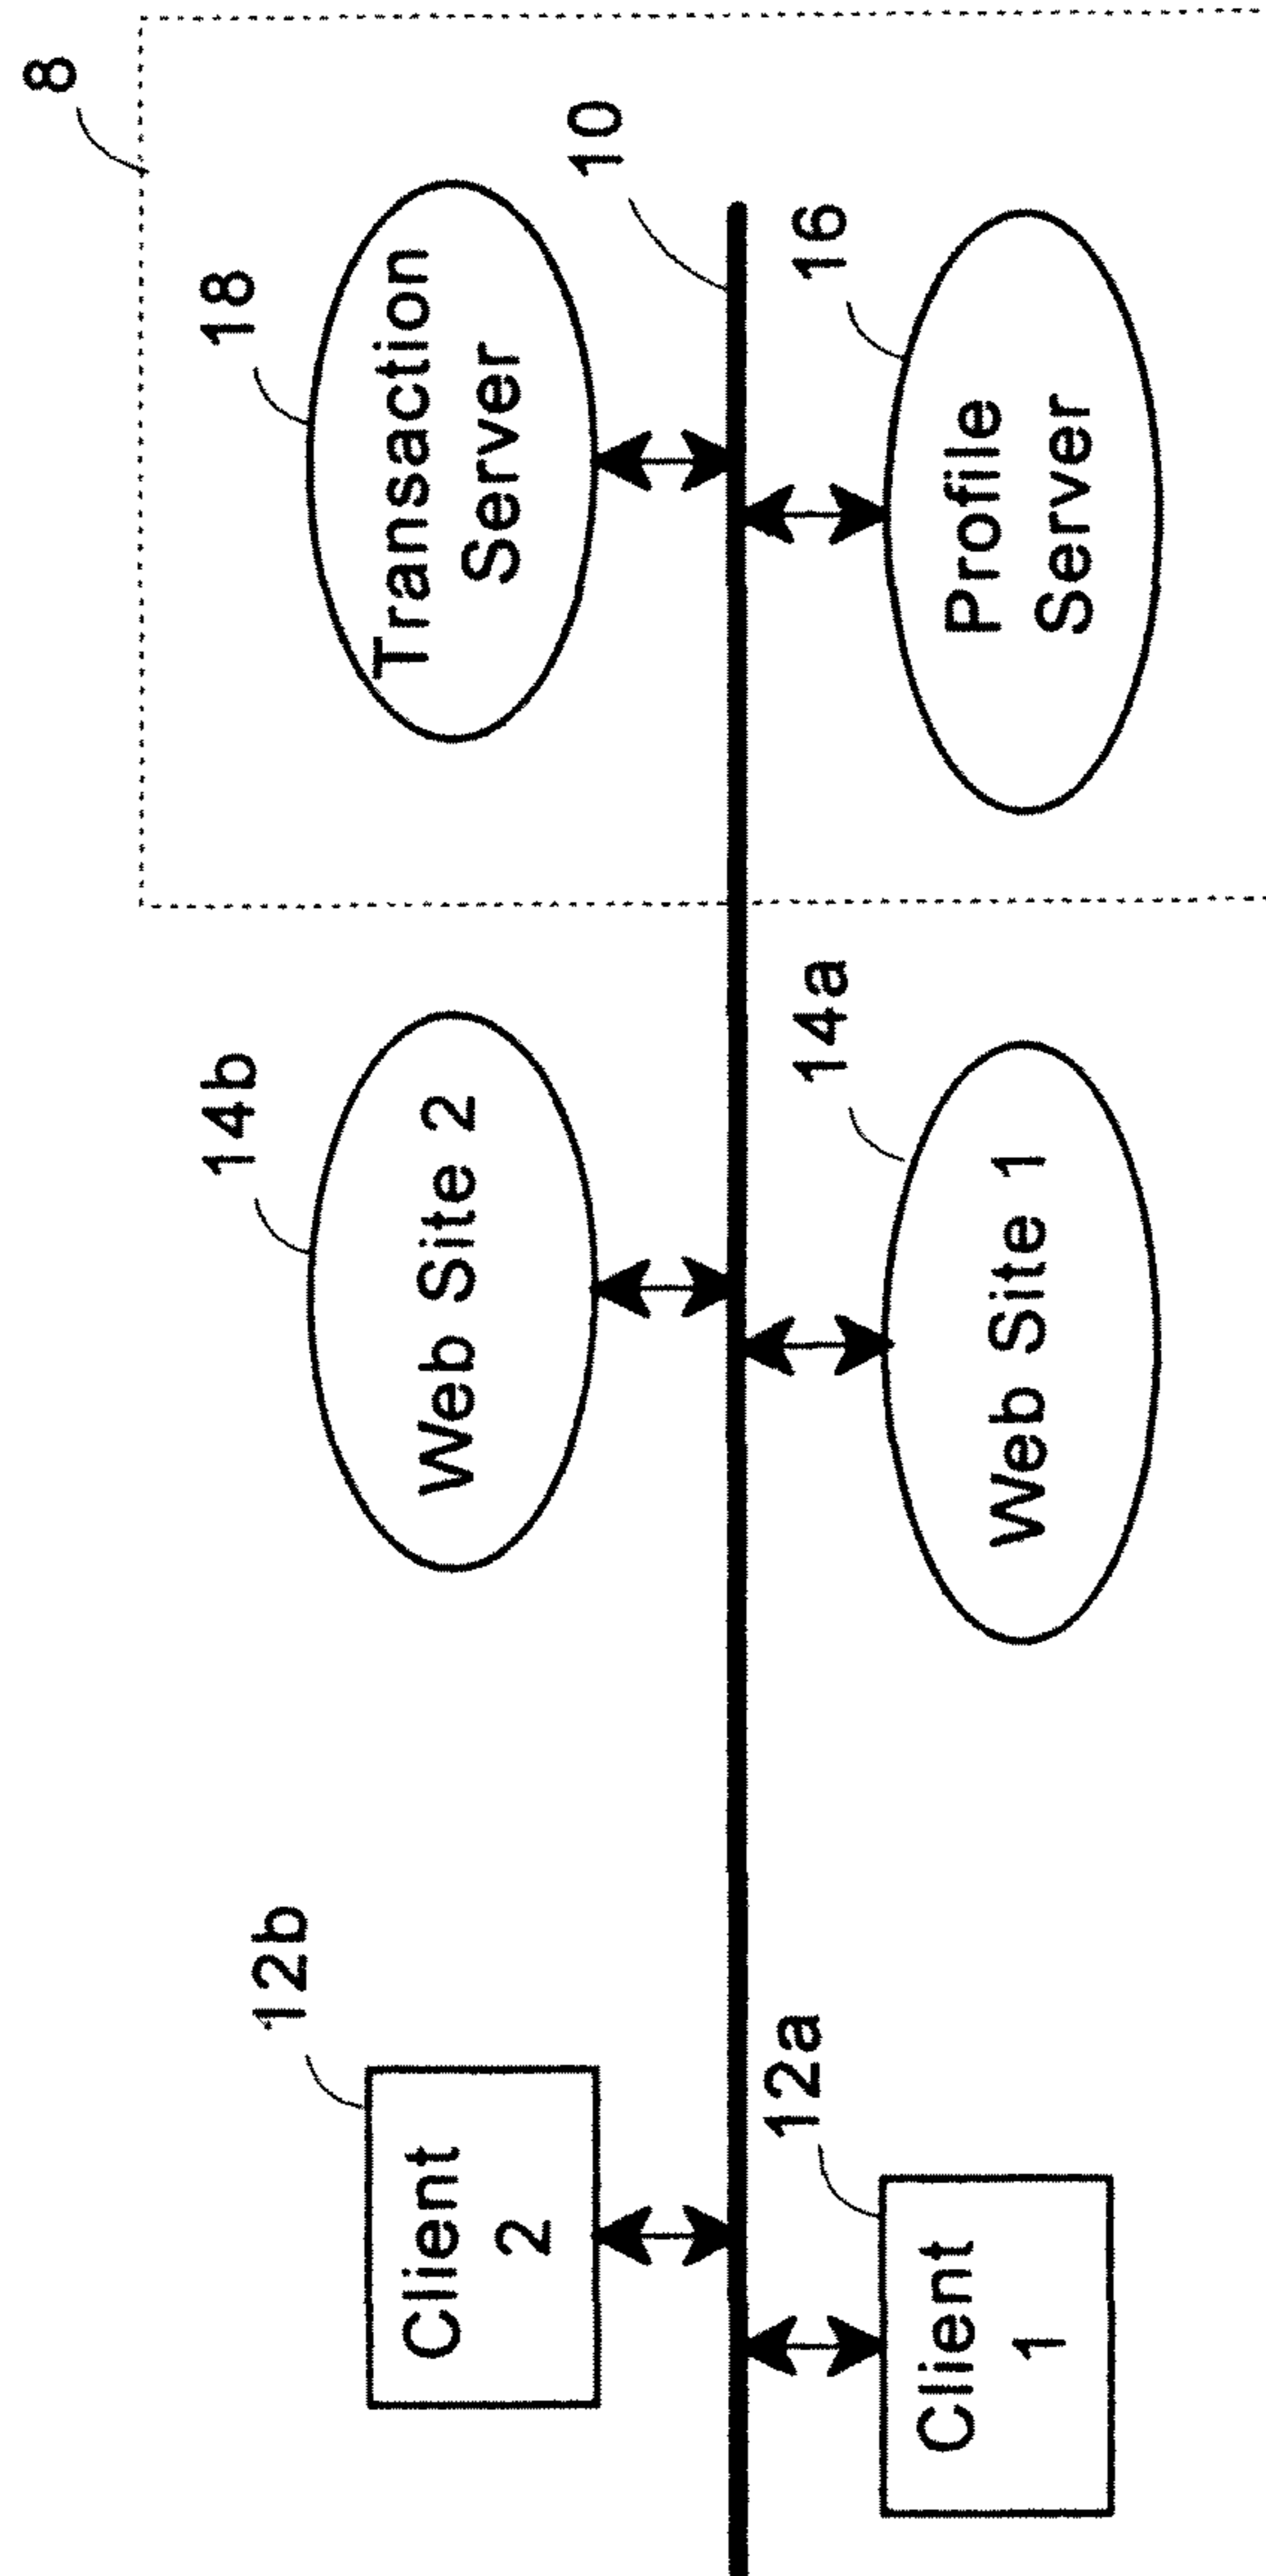 8
18
Transaction
Server
10
16
Profile
Server
14b
Web Site 2
14a
Web Site 1
12b
Client
2
12a
Client
1